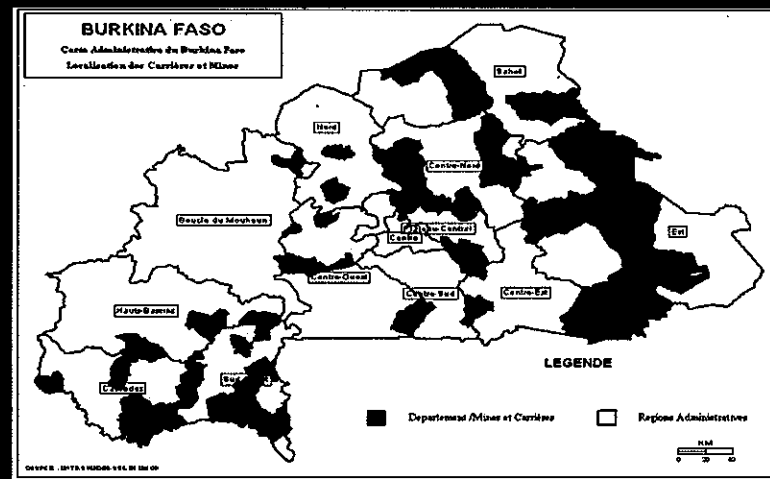 BURKINA FASO
Carte Administrative du Burkina Faso
Localisation des Carrières et Mines
Sahel
Nord
Centre-Nord
Boucle du Mouhoun
Plateau-Central
Centre
Est
Centre-Ouest
Centre-Sud
Centre-Est
Hauts-Bassins
Cascades
Sud
LEGENDE
Departement /Mines et Carrières
Regions Administratives
KM
0 20 40